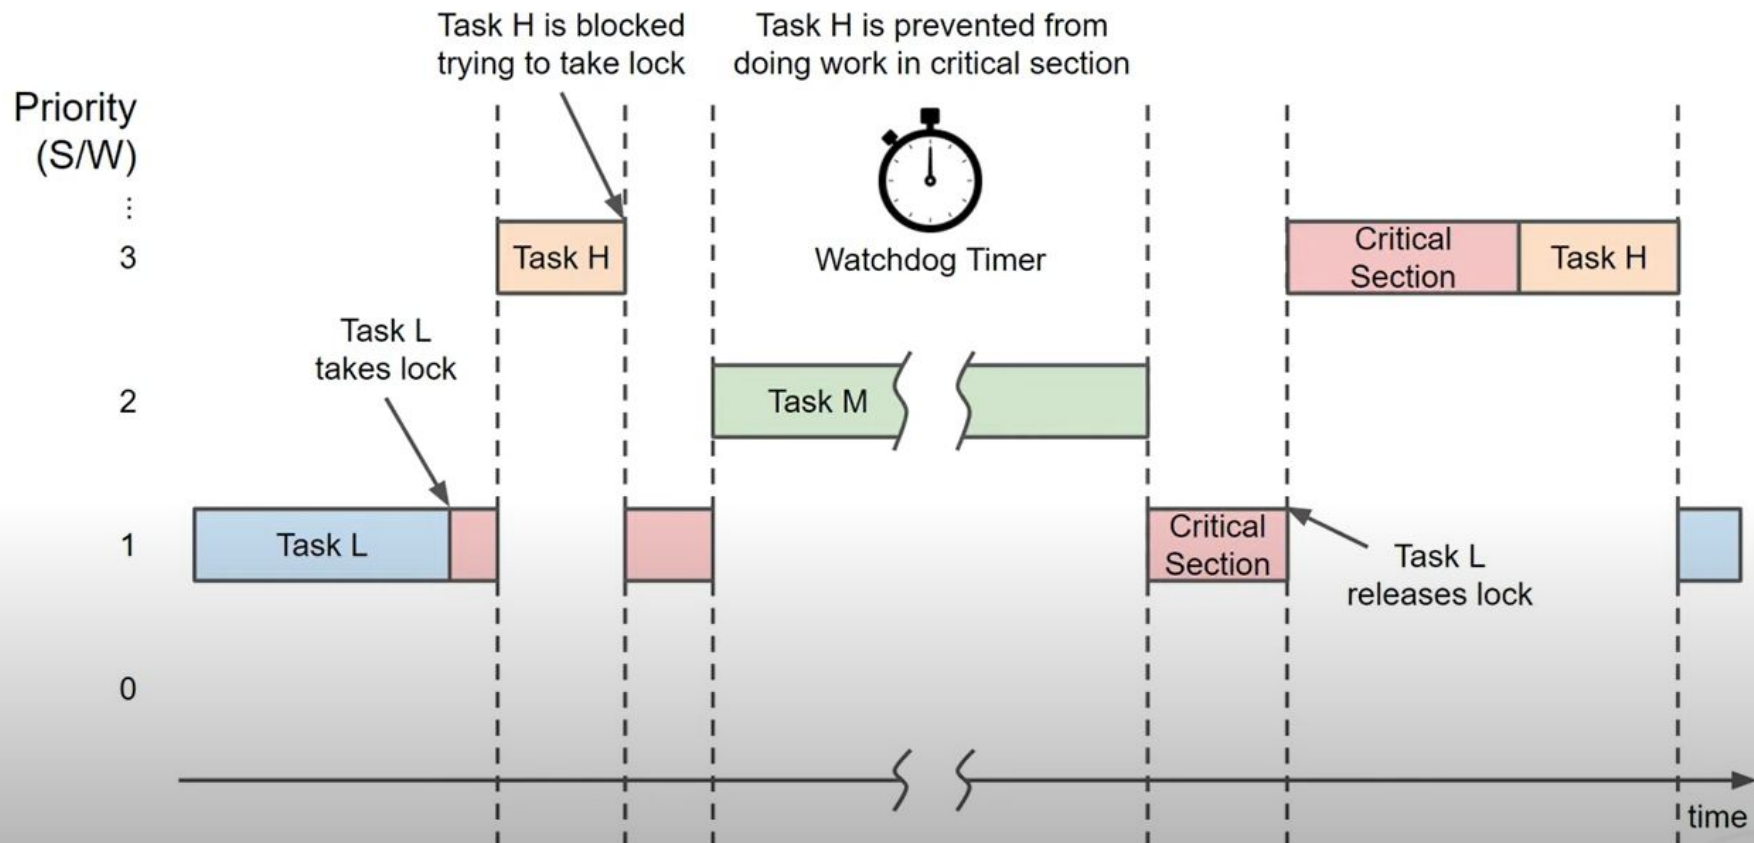 Task H is blocked
trying to take lock
Task H is prevented from
doing work in critical section
Priority
(S/W)
⋮
3
Task H
Watchdog Timer
Critical
Section
Task H
Task L
takes lock
2
Task M
1
Task L
Critical
Section
Task L
releases lock
0
time